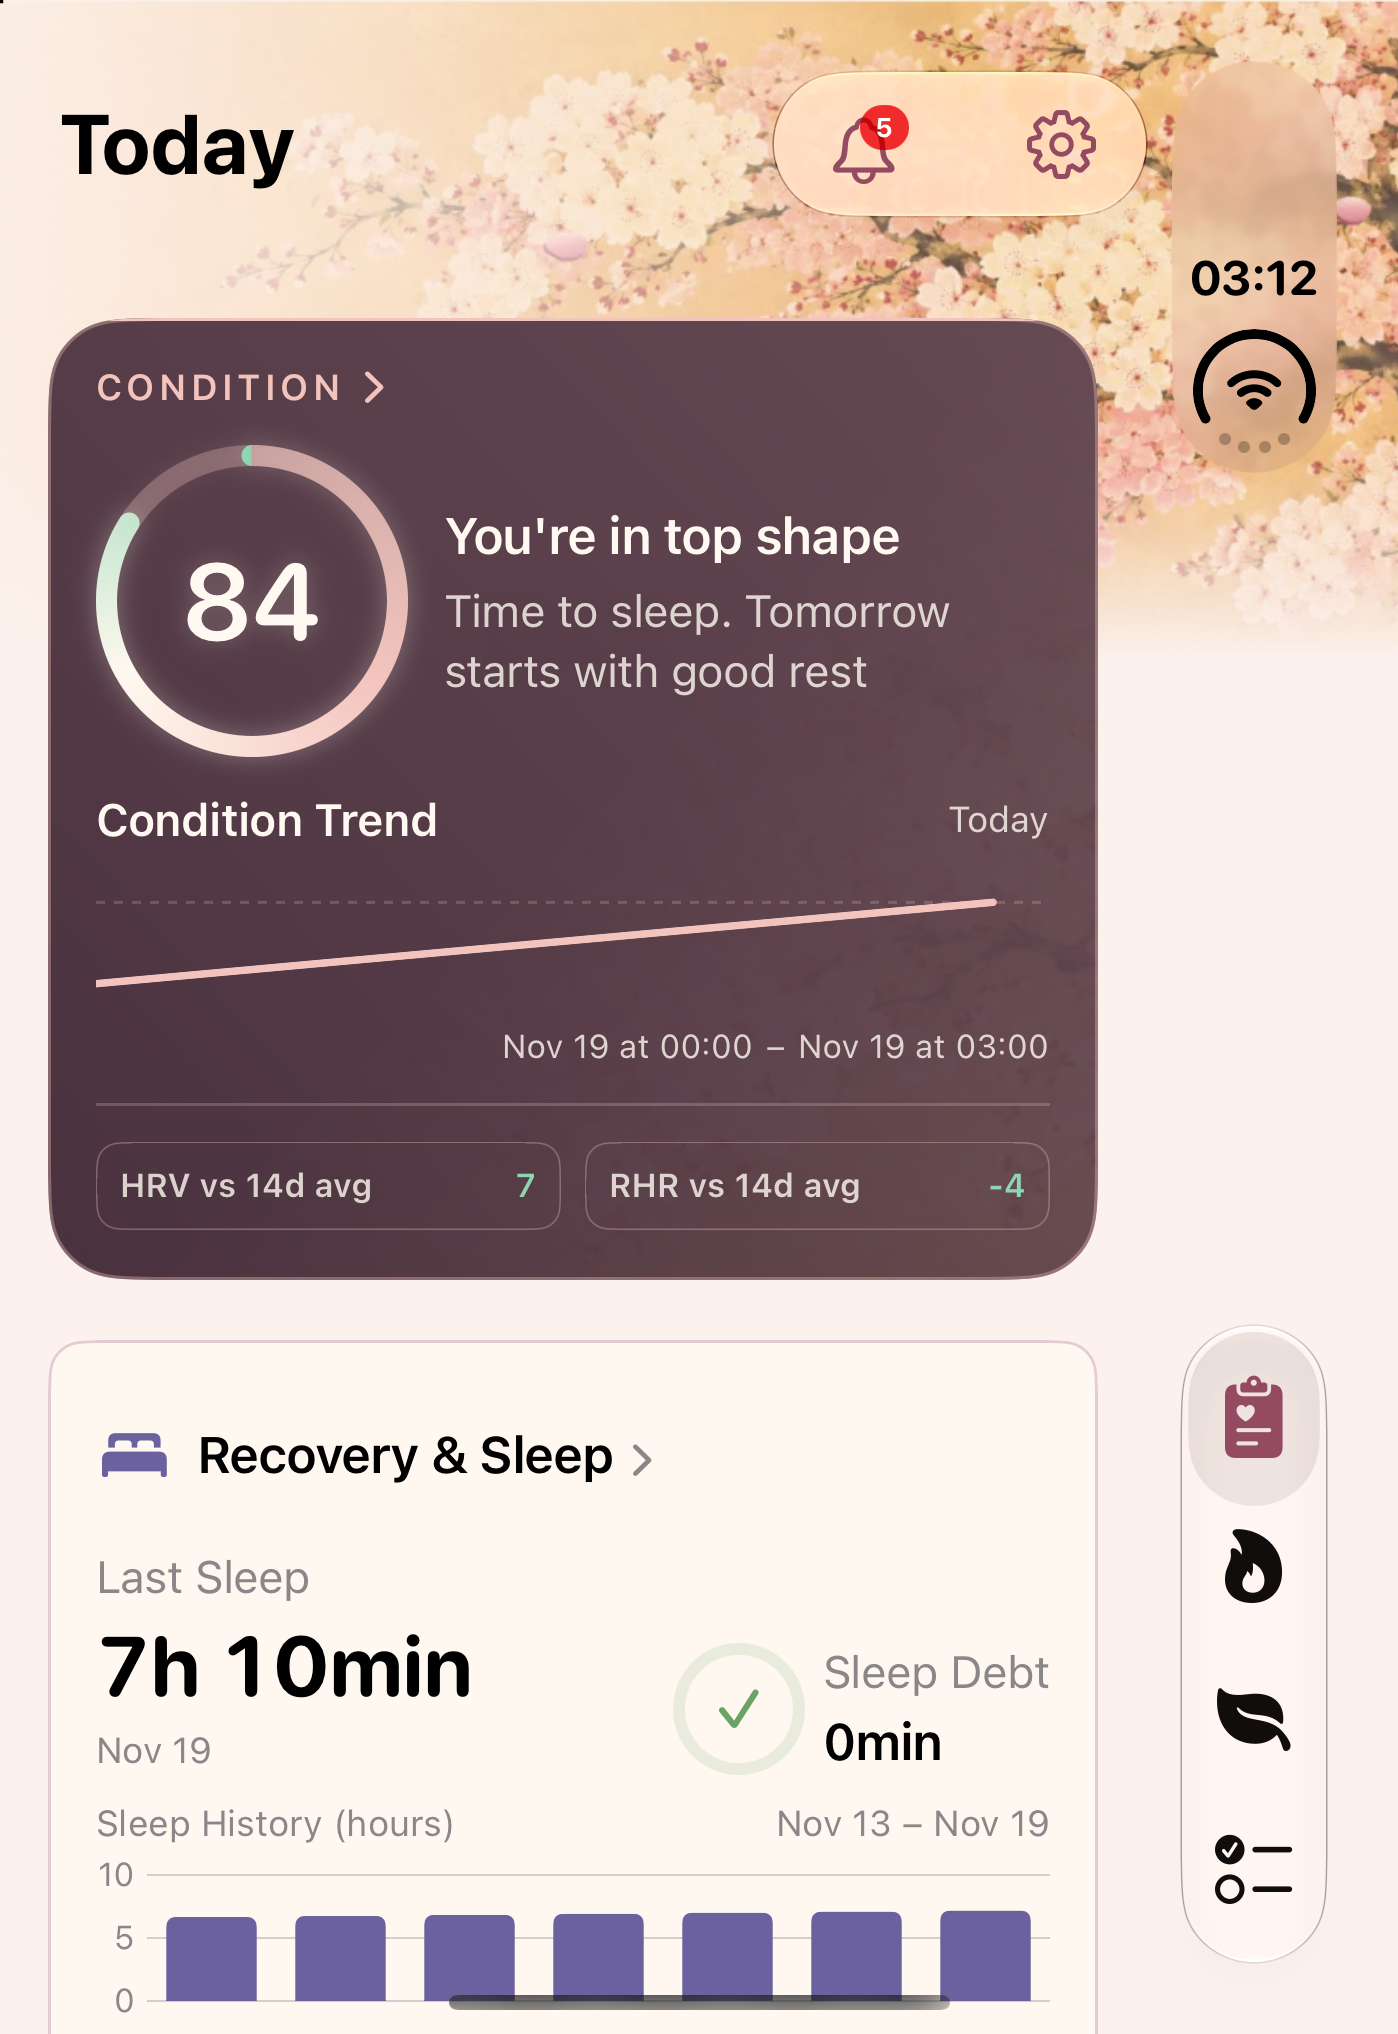 Today
5
03:12
CONDITION
84
You're in top shape
Time to sleep. Tomorrow
starts with good rest
Condition Trend
Today
Nov 19 at 00:00 – Nov 19 at 03:00
HRV vs 14d avg 7
RHR vs 14d avg -4
Recovery & Sleep
Last Sleep
7h 10min
Nov 19
Sleep Debt
0min
Sleep History (hours)
Nov 13 – Nov 19
10
5
0